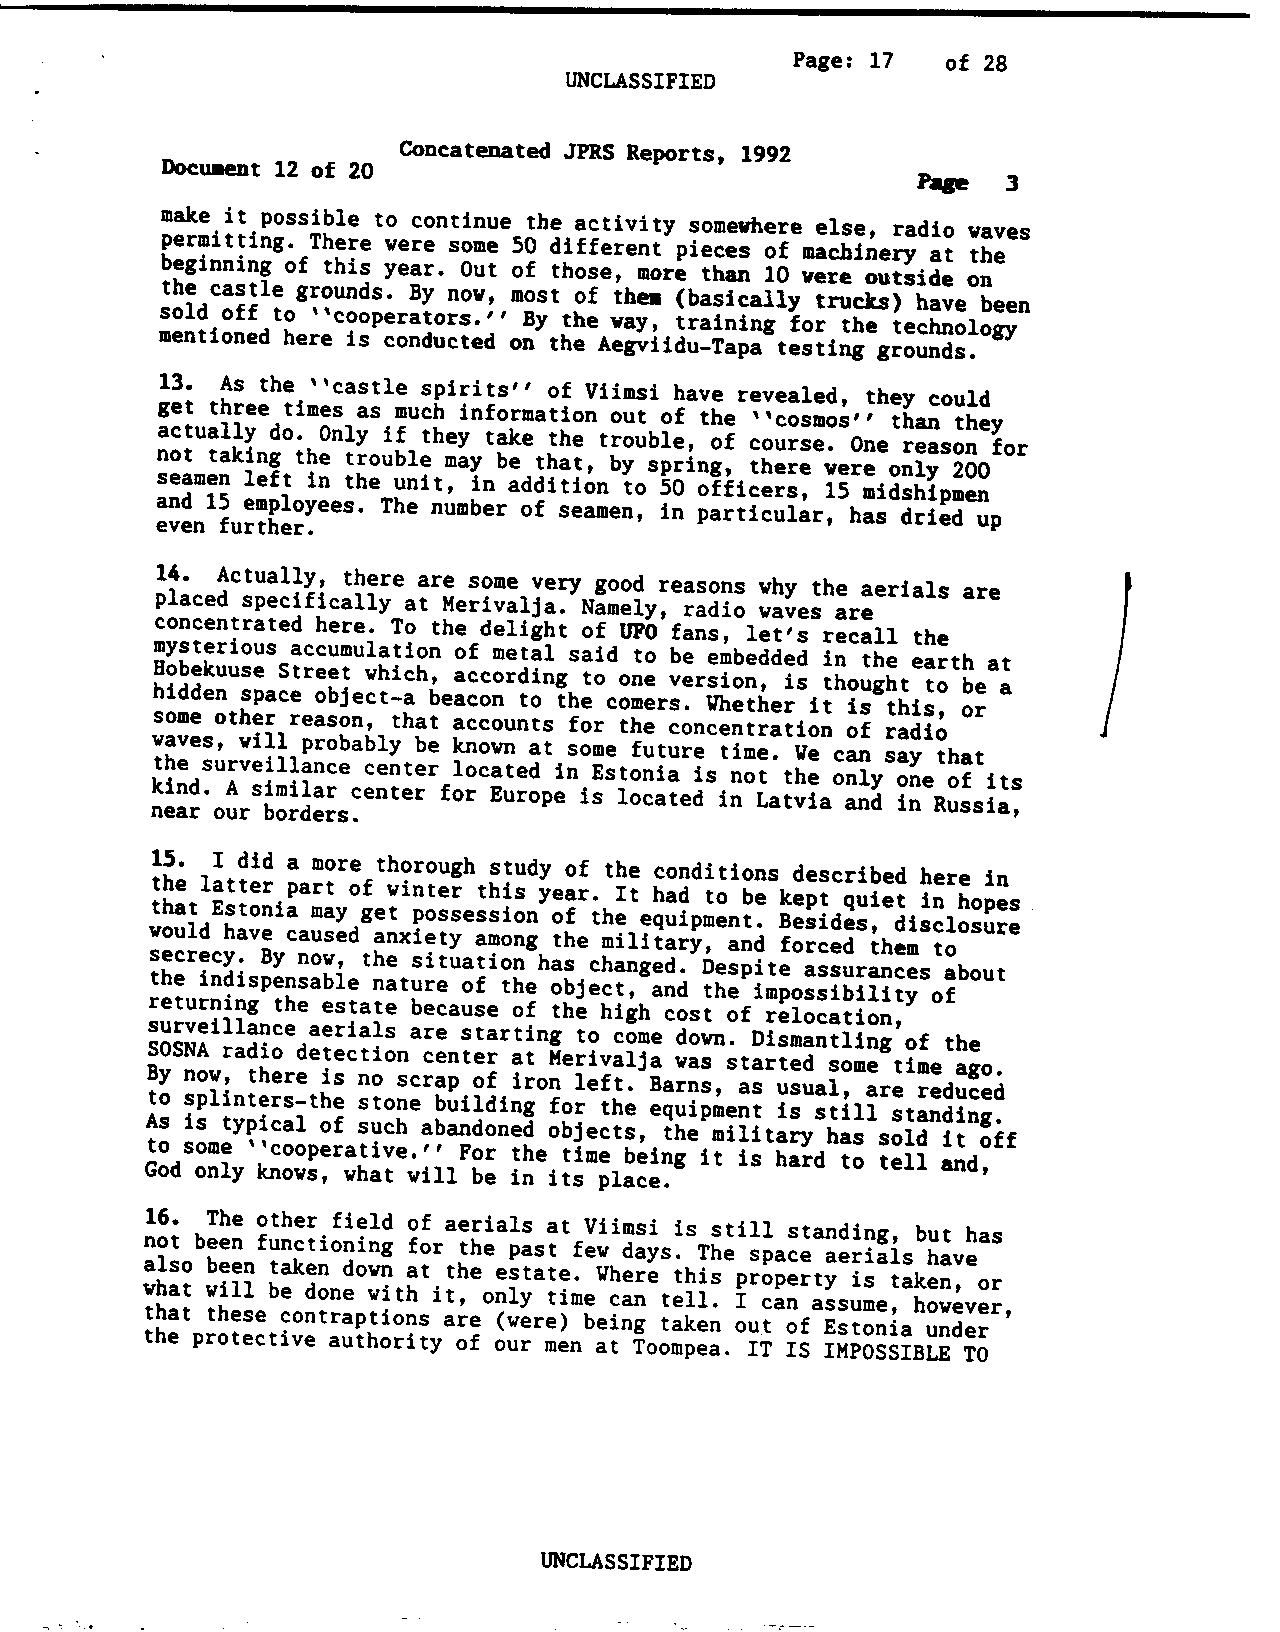 Page: 17 of 28
UNCLASSIFIED
Concatenated JPRS Reports, 1992
Document 12 of 20
Page 3
make it possible to continue the activity somewhere else, radio waves
permitting. There were some 50 different pieces of machinery at the
beginning of this year. Out of those, more than 10 were outside on
the castle grounds. By now, most of them (basically trucks) have been
sold off to ``cooperators.'' By the way, training for the technology
mentioned here is conducted on the Aegviidu-Tapa testing grounds.
13. As the ``castle spirits'' of Viimsi have revealed, they could
get three times as much information out of the ``cosmos'' than they
actually do. Only if they take the trouble, of course. One reason for
not taking the trouble may be that, by spring, there were only 200
seamen left in the unit, in addition to 50 officers, 15 midshipmen
and 15 employees. The number of seamen, in particular, has dried up
even further.
14. Actually, there are some very good reasons why the aerials are
placed specifically at Merivalja. Namely, radio waves are
concentrated here. To the delight of UFO fans, let's recall the
mysterious accumulation of metal said to be embedded in the earth at
Hobekuuse Street which, according to one version, is thought to be a
hidden space object-a beacon to the comers. Whether it is this, or
some other reason, that accounts for the concentration of radio
waves, will probably be known at some future time. We can say that
the surveillance center located in Estonia is not the only one of its
kind. A similar center for Europe is located in Latvia and in Russia,
near our borders.
15. I did a more thorough study of the conditions described here in
the latter part of winter this year. It had to be kept quiet in hopes
that Estonia may get possession of the equipment. Besides, disclosure
would have caused anxiety among the military, and forced them to
secrecy. By now, the situation has changed. Despite assurances about
the indispensable nature of the object, and the impossibility of
returning the estate because of the high cost of relocation,
surveillance aerials are starting to come down. Dismantling of the
SOSNA radio detection center at Merivalja was started some time ago.
By now, there is no scrap of iron left. Barns, as usual, are reduced
to splinters-the stone building for the equipment is still standing.
As is typical of such abandoned objects, the military has sold it off
to some ``cooperative.'' For the time being it is hard to tell and,
God only knows, what will be in its place.
16. The other field of aerials at Viimsi is still standing, but has
not been functioning for the past few days. The space aerials have
also been taken down at the estate. Where this property is taken, or
what will be done with it, only time can tell. I can assume, however,
that these contraptions are (were) being taken out of Estonia under
the protective authority of our men at Toompea. IT IS IMPOSSIBLE TO
UNCLASSIFIED